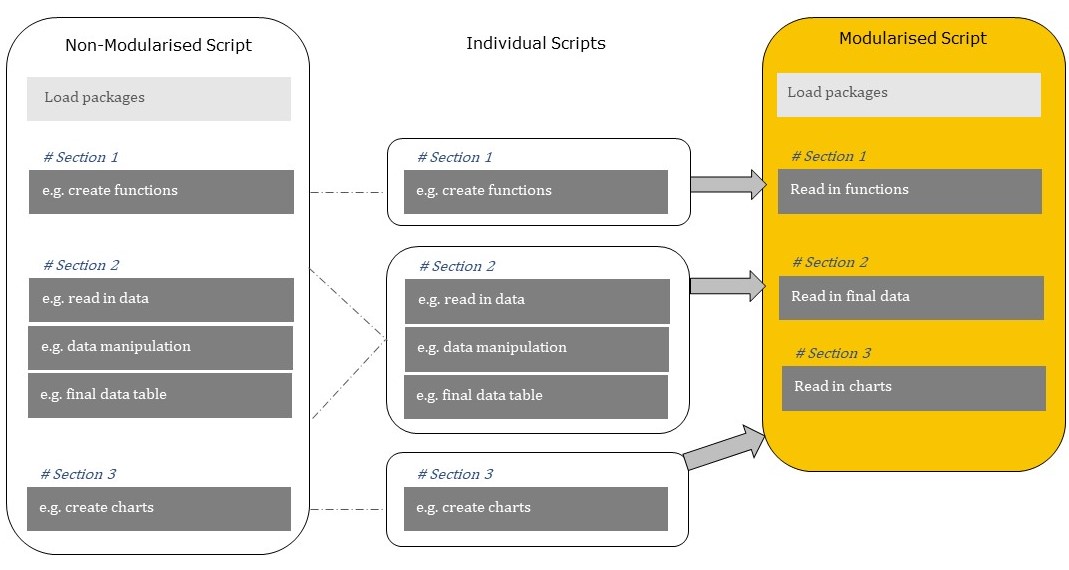 Non-Modularised Script
Load packages
# Section 1
e.g. create functions
# Section 2
e.g. read in data
e.g. data manipulation
e.g. final data table
# Section 3
e.g. create charts
Individual Scripts
# Section 1
e.g. create functions
# Section 2
e.g. read in data
e.g. data manipulation
e.g. final data table
# Section 3
e.g. create charts
Modularised Script
Load packages
# Section 1
Read in functions
# Section 2
Read in final data
# Section 3
Read in charts